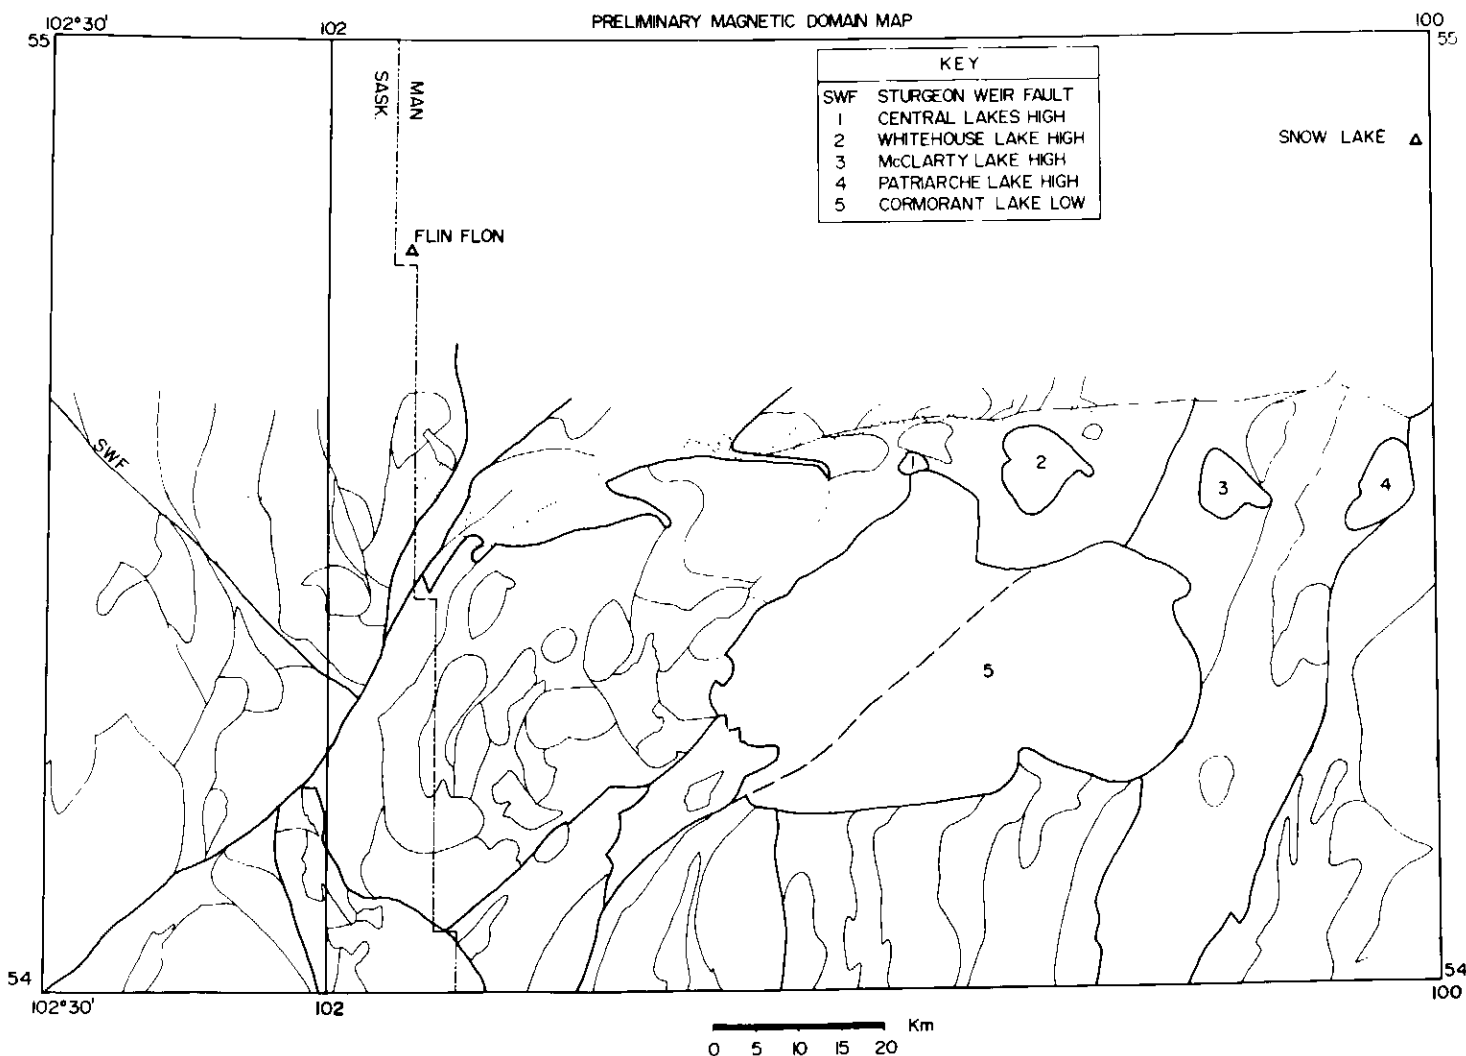 PRELIMINARY MAGNETIC DOMAIN MAP
102°30'
102
100
55
55
MAN
SASK.
KEY
SWF STURGEON WEIR FAULT
1 CENTRAL LAKES HIGH
2 WHITEHOUSE LAKE HIGH
3 McCLARTY LAKE HIGH
4 PATRIARCHE LAKE HIGH
5 CORMORANT LAKE LOW
SNOW LAKE
FLIN FLON
SWF
1
2
3
4
5
54
54
102°30'
102
100
Km
0 5 10 15 20